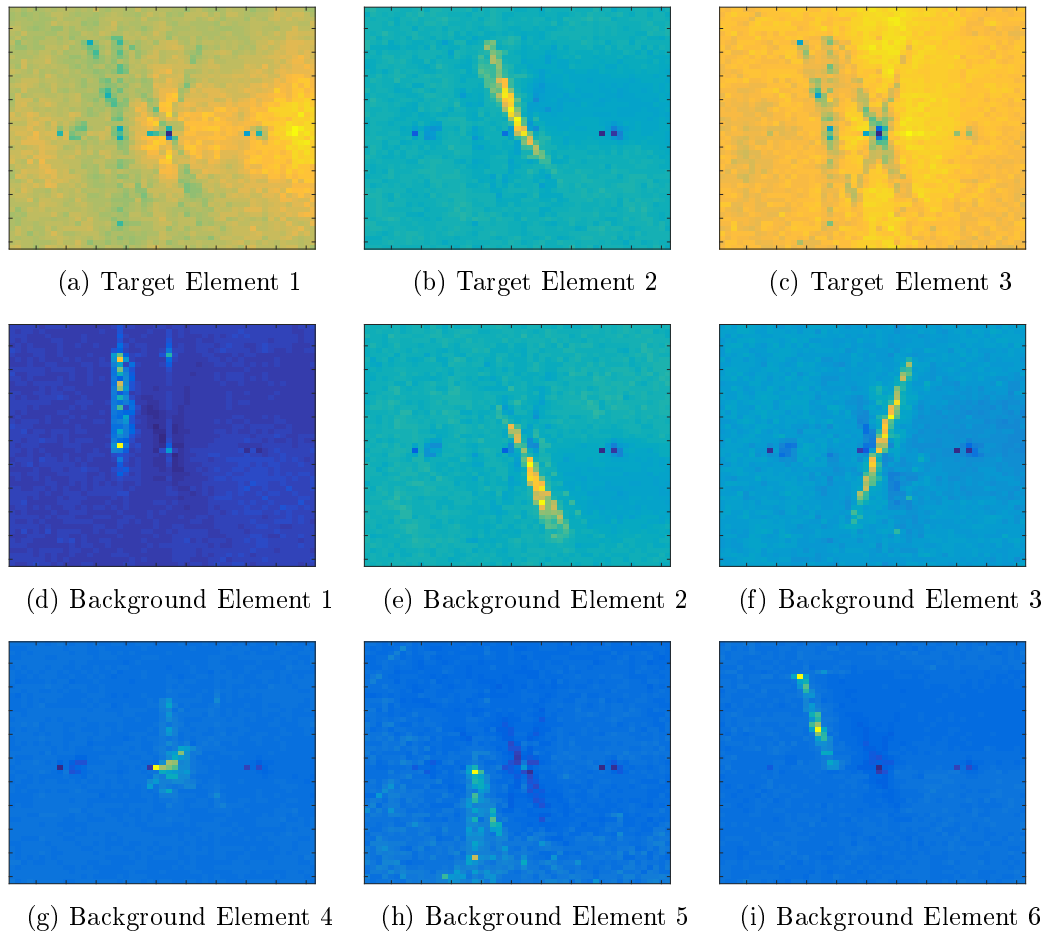 (a) Target Element 1
(b) Target Element 2
(c) Target Element 3
(d) Background Element 1
(e) Background Element 2
(f) Background Element 3
(g) Background Element 4
(h) Background Element 5
(i) Background Element 6